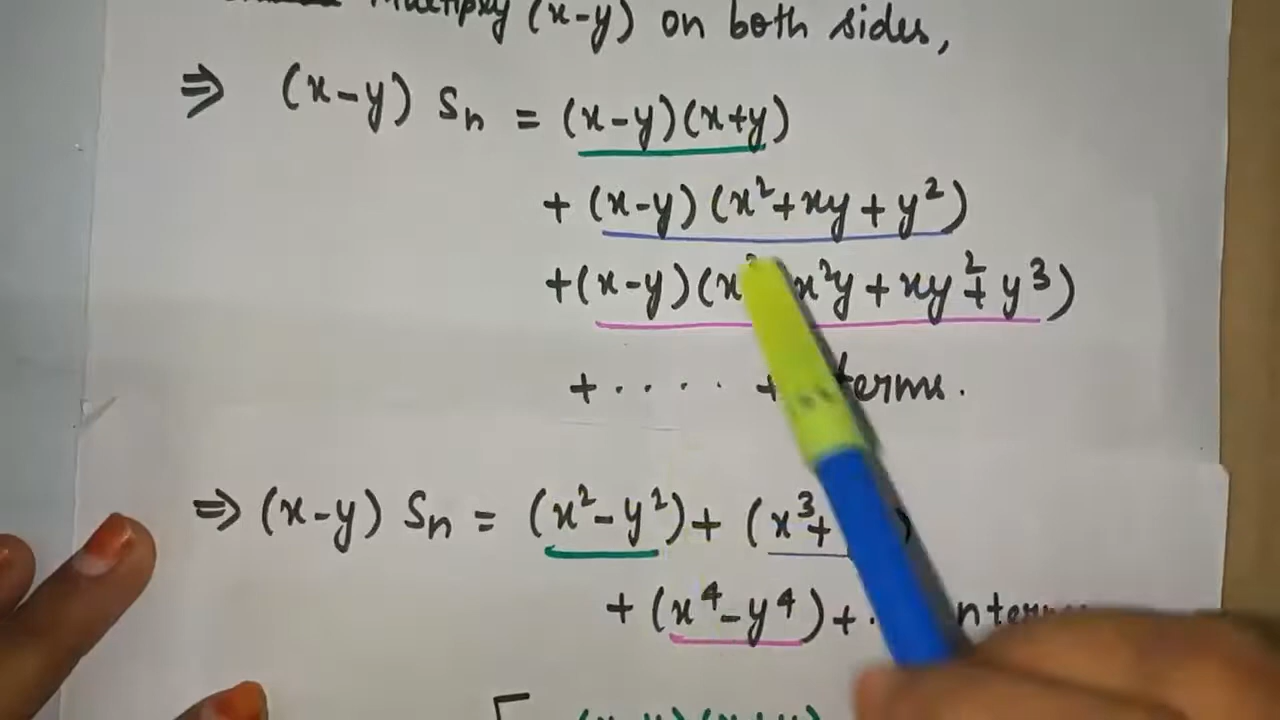 Multiply (x-y) on both sides,
⇒ (x-y) Sn = (x-y)(x+y)
+ (x-y) (x²+xy+y²)
+(x-y)(x³ x²y+xy²+y³)
+ . . . . + terms.
⇒ (x-y) Sn = (x²-y²)+ (x³+
+ (x⁴-y⁴)+ . n terms
[ (x-y)(x+y)